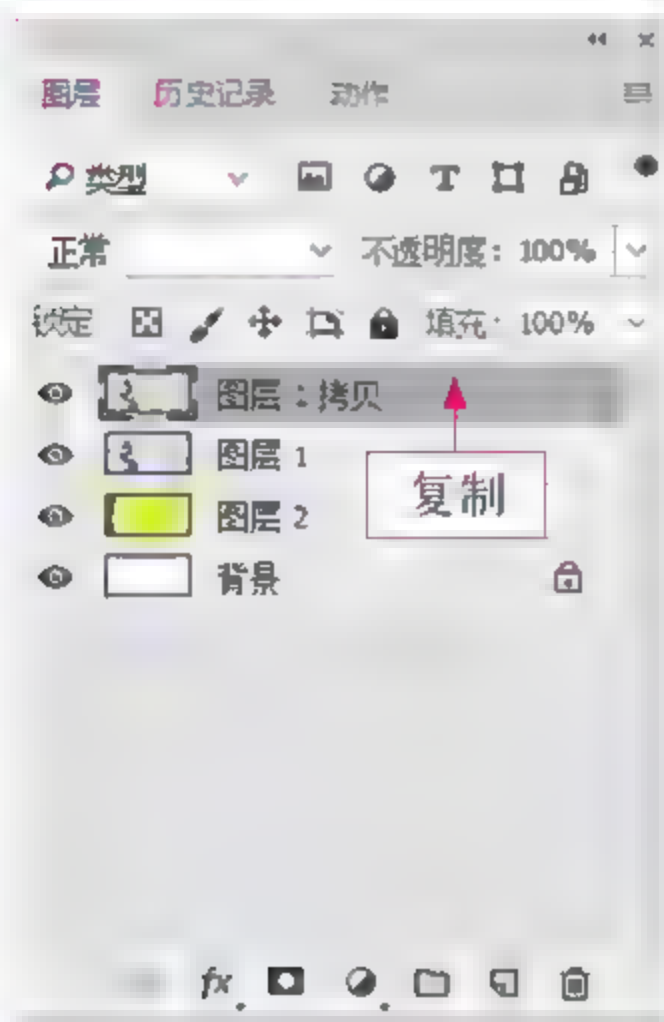 图层 历史记录 动作
类型
正常 不透明度: 100%
锁定 填充: 100%
图层 1 拷贝
图层 1
复制
图层 2
背景
fx